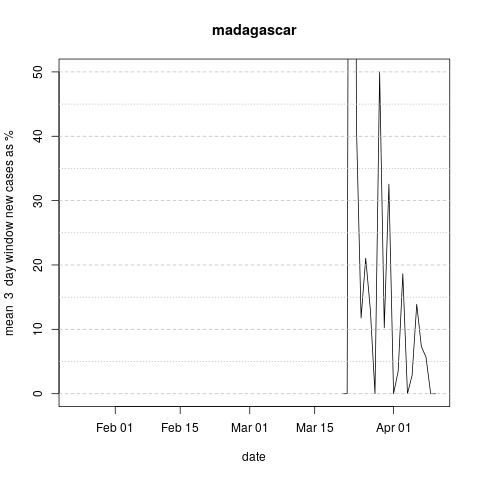 madagascar
mean  3  day window new cases as %
50
40
30
20
10
0
Feb 01
Feb 15
Mar 01
Mar 15
Apr 01
date